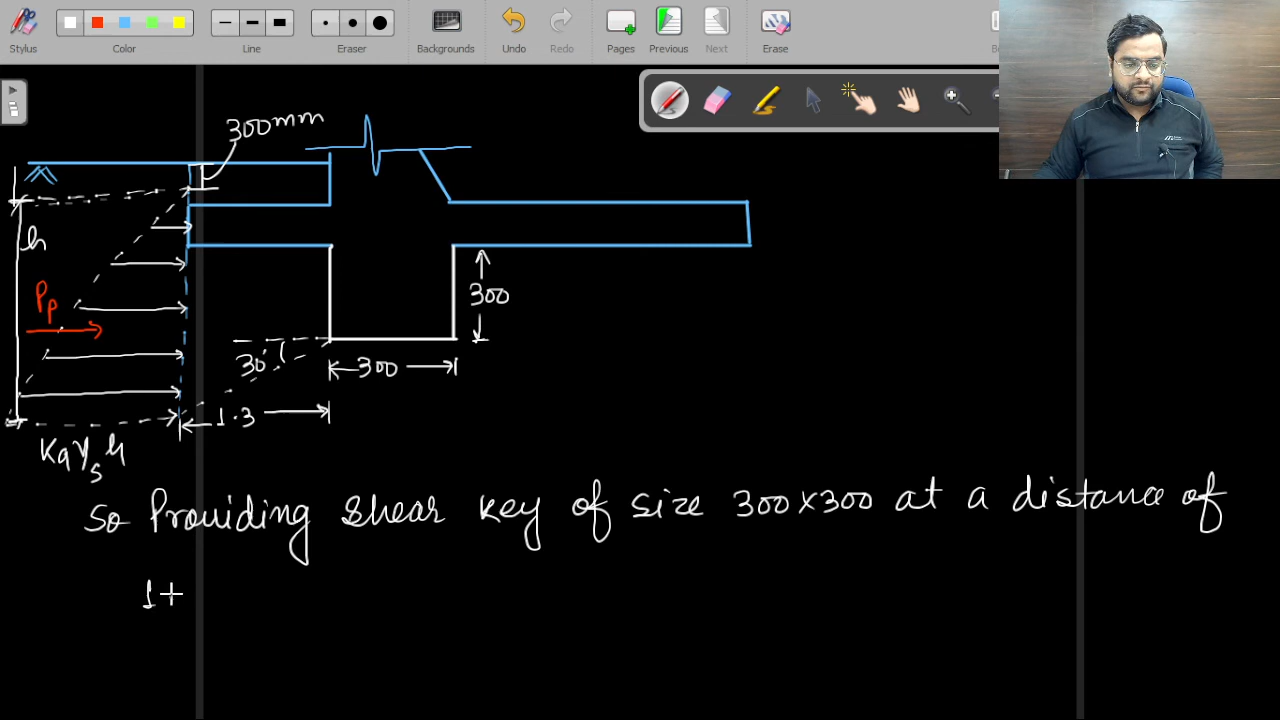 Stylus
Color
Line
Eraser
Backgrounds
Undo
Redo
Pages
Previous
Next
Erase
300mm
h
Pp
300
30°
300
1.3
Kaγsh
So Providing Shear key of size 300×300 at a distance of
1+